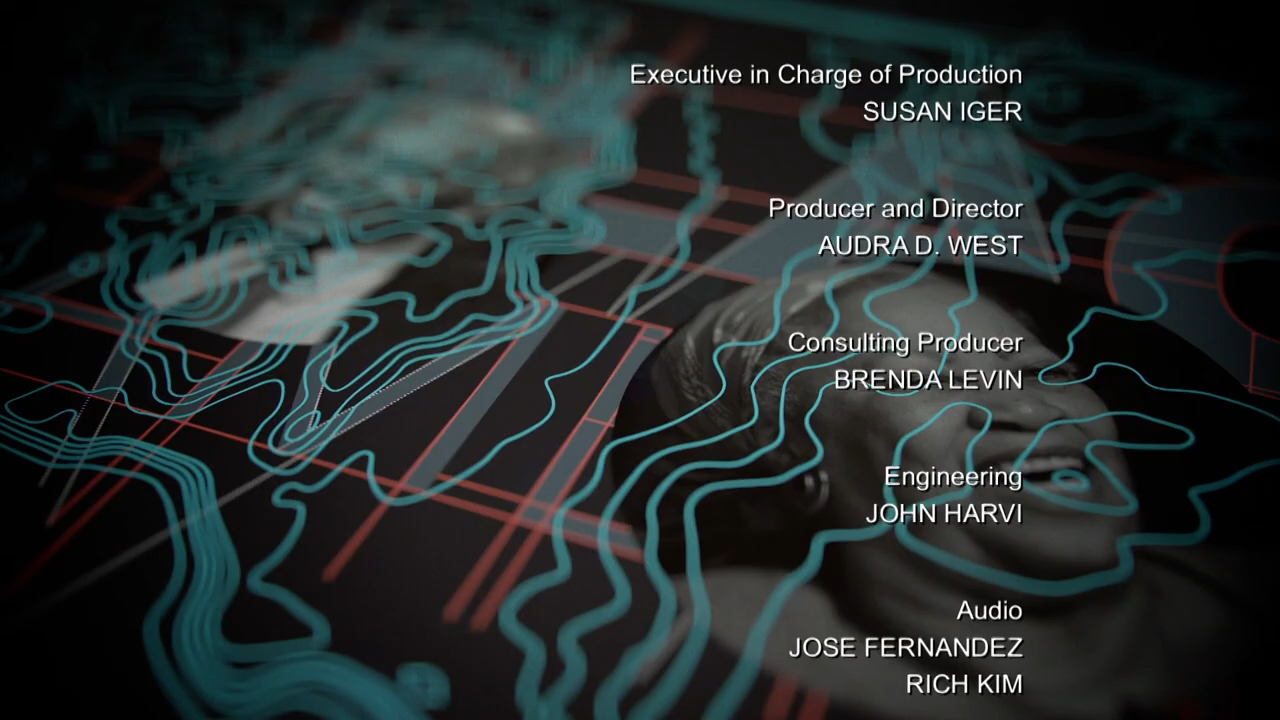 Executive in Charge of Production
SUSAN IGER
Producer and Director
AUDRA D. WEST
Consulting Producer
BRENDA LEVIN
Engineering
JOHN HARVI
Audio
JOSE FERNANDEZ
RICH KIM